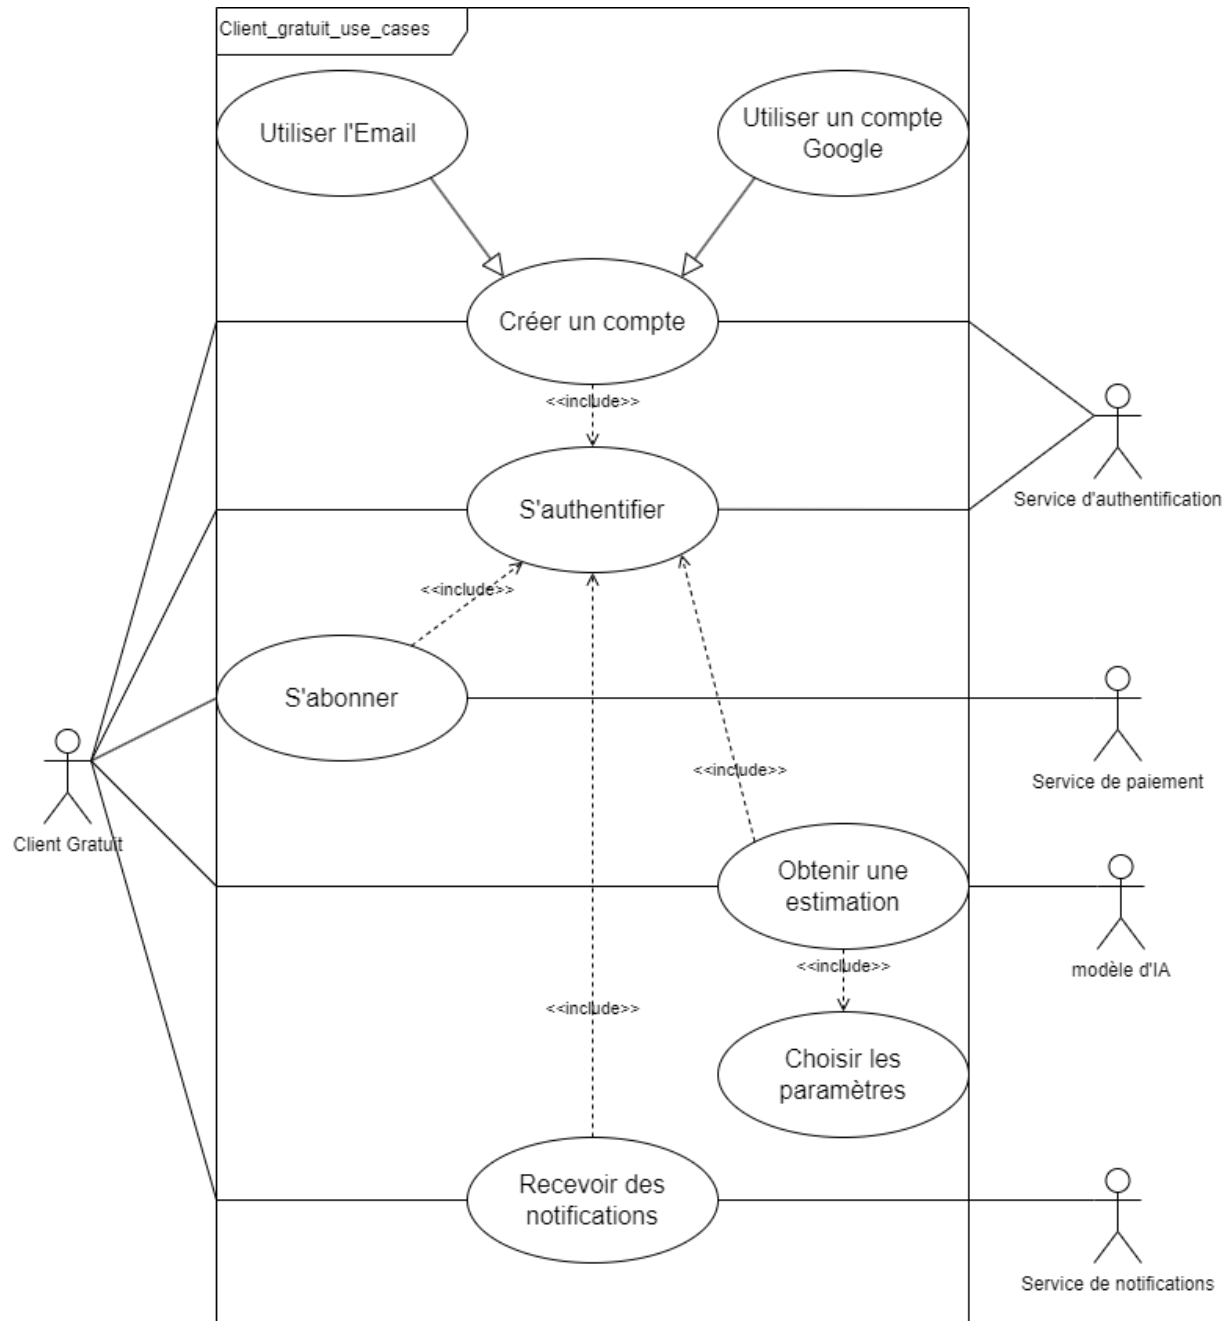 Client_gratuit_use_cases
Utiliser l'Email
Utiliser un compte
Google
Créer un compte
<<include>>
S'authentifier
Service d'authentification
<<include>>
S'abonner
Service de paiement
<<include>>
Client Gratuit
Obtenir une
estimation
modèle d'IA
<<include>>
<<include>>
Choisir les
paramètres
Recevoir des
notifications
Service de notifications